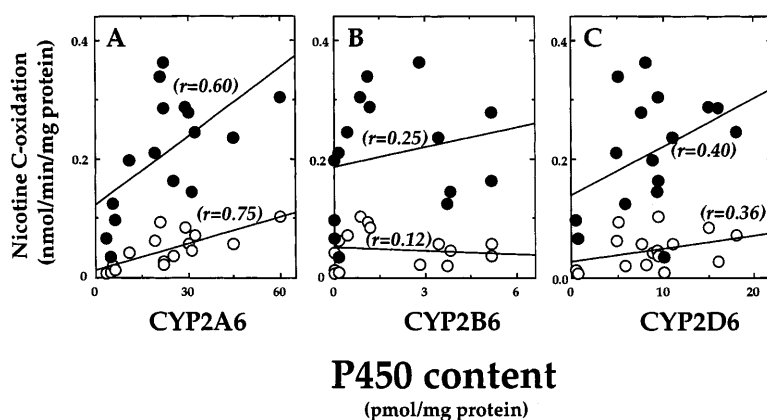 Nicotine C-oxidation
(nmol/min/mg protein)
0.4
0.2
0
A
(r=0.60)
(r=0.75)
0 30 60
CYP2A6
0.4
0.2
0
B
(r=0.25)
(r=0.12)
0 3 6
CYP2B6
0.4
0.2
0
C
(r=0.40)
(r=0.36)
0 10 20
CYP2D6
P450 content
(pmol/mg protein)